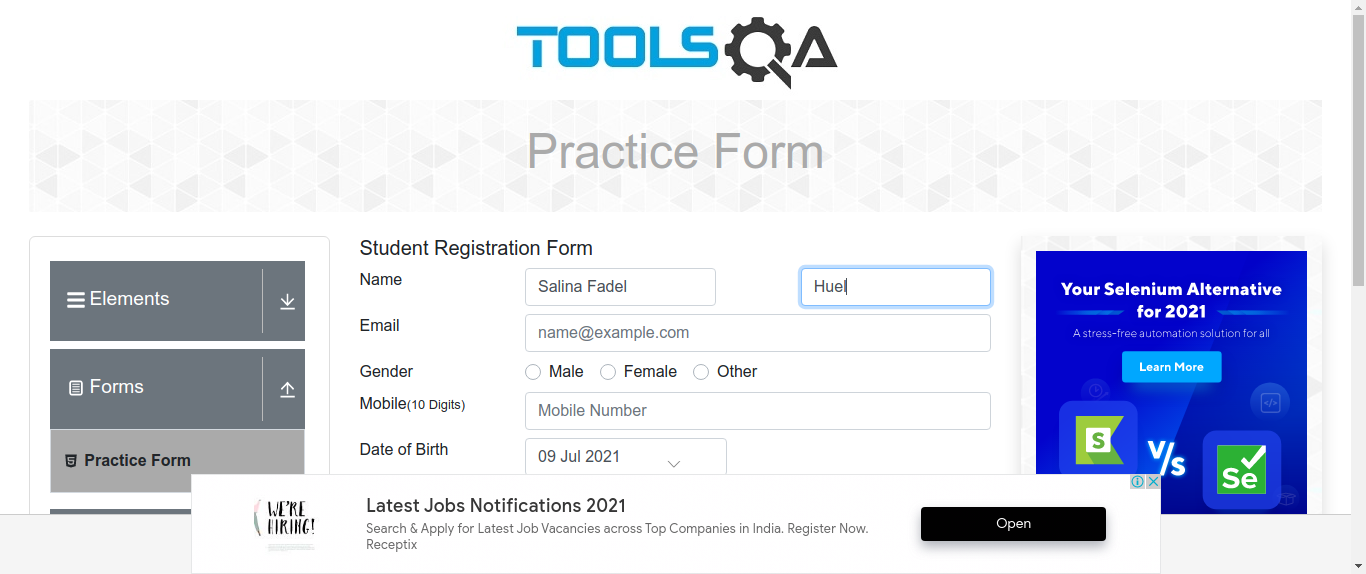 TOOLSQA
Practice Form
Elements
Forms
Practice Form
Student Registration Form
Name
Salina Fadel
Huel
Email
name@example.com
Gender
Male
Female
Other
Mobile(10 Digits)
Mobile Number
Date of Birth
09 Jul 2021
Your Selenium Alternative
for 2021
A stress-free automation solution for all
Learn More
S
V/s
Se
WE'RE
HIRING!
Latest Jobs Notifications 2021
Search & Apply for Latest Job Vacancies across Top Companies in India. Register Now.
Receptix
Open